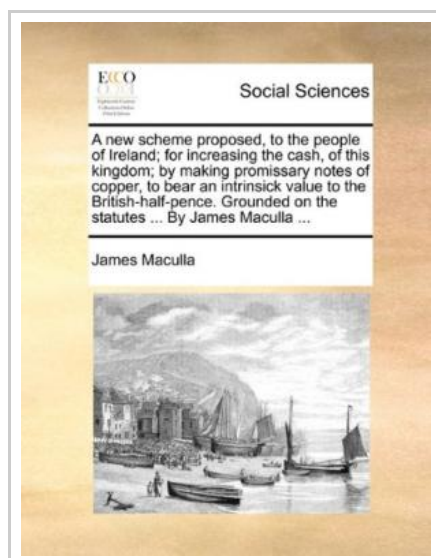 ECCO
Social Sciences
A new scheme proposed, to the people
of Ireland; for increasing the cash, of this
kingdom; by making promissary notes of
copper, to bear an intrinsick value to the
British-half-pence. Grounded on the
statutes ... By James Maculla ...
James Maculla